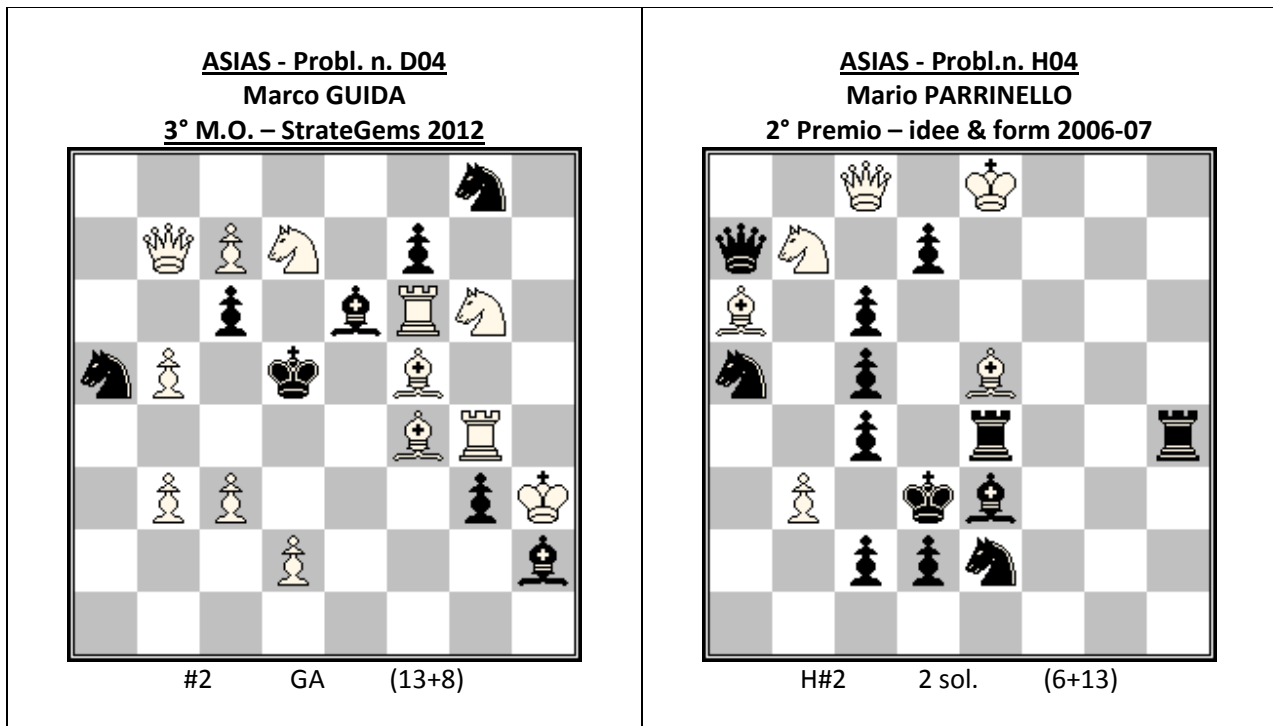 ASIAS - Probl. n. D04
Marco GUIDA
3° M.O. – StrateGems 2012
#2 GA (13+8)
ASIAS - Probl.n. H04
Mario PARRINELLO
2° Premio – idee & form 2006-07
H#2 2 sol. (6+13)